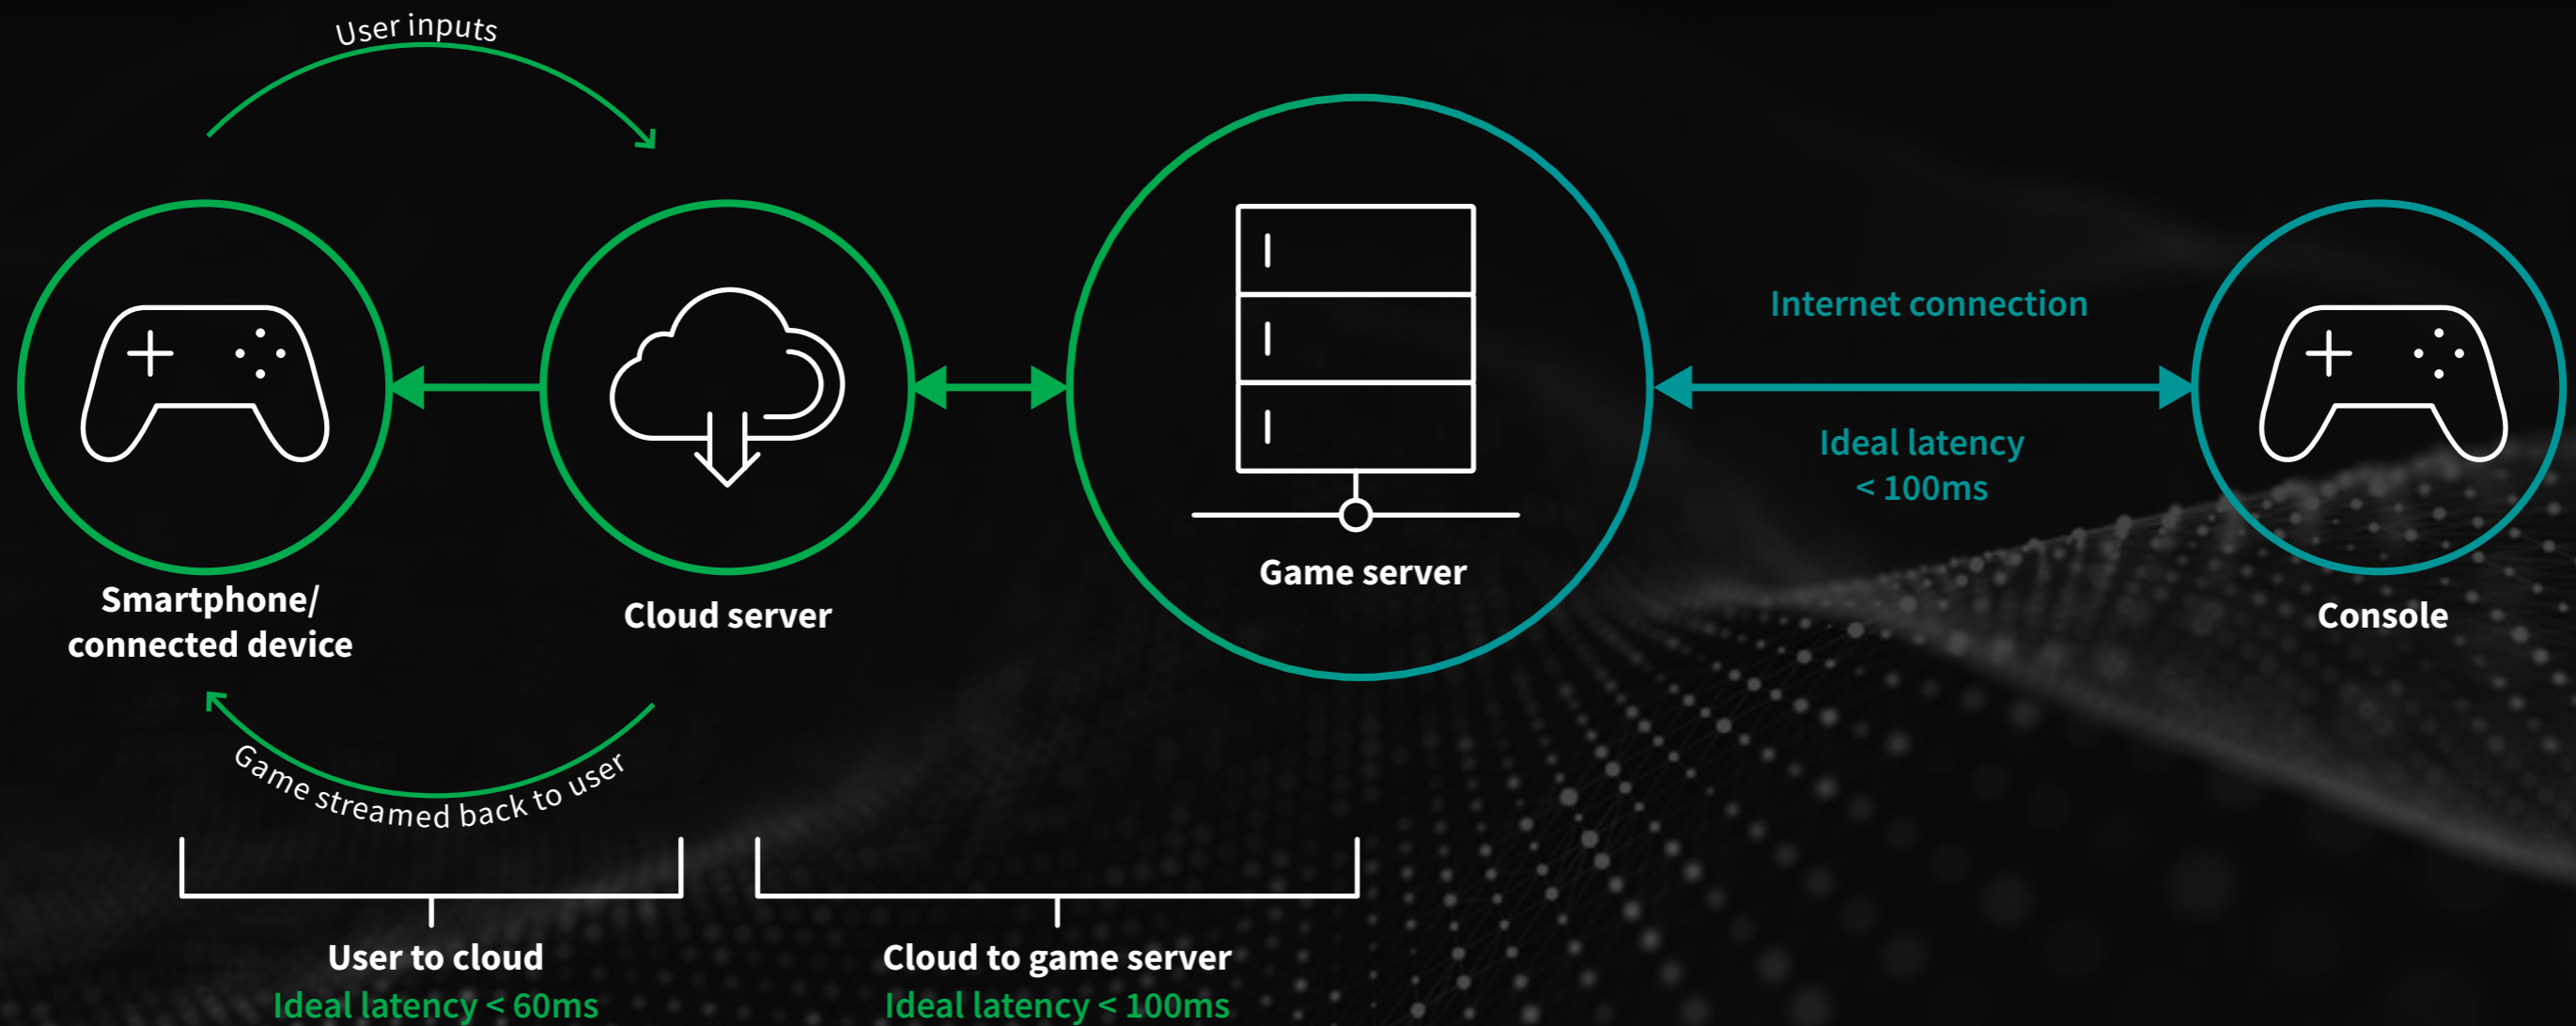 User inputs
Internet connection
Ideal latency
< 100ms
Game server
Smartphone/
connected device
Cloud server
Console
Game streamed back to user
User to cloud
Ideal latency < 60ms
Cloud to game server
Ideal latency < 100ms